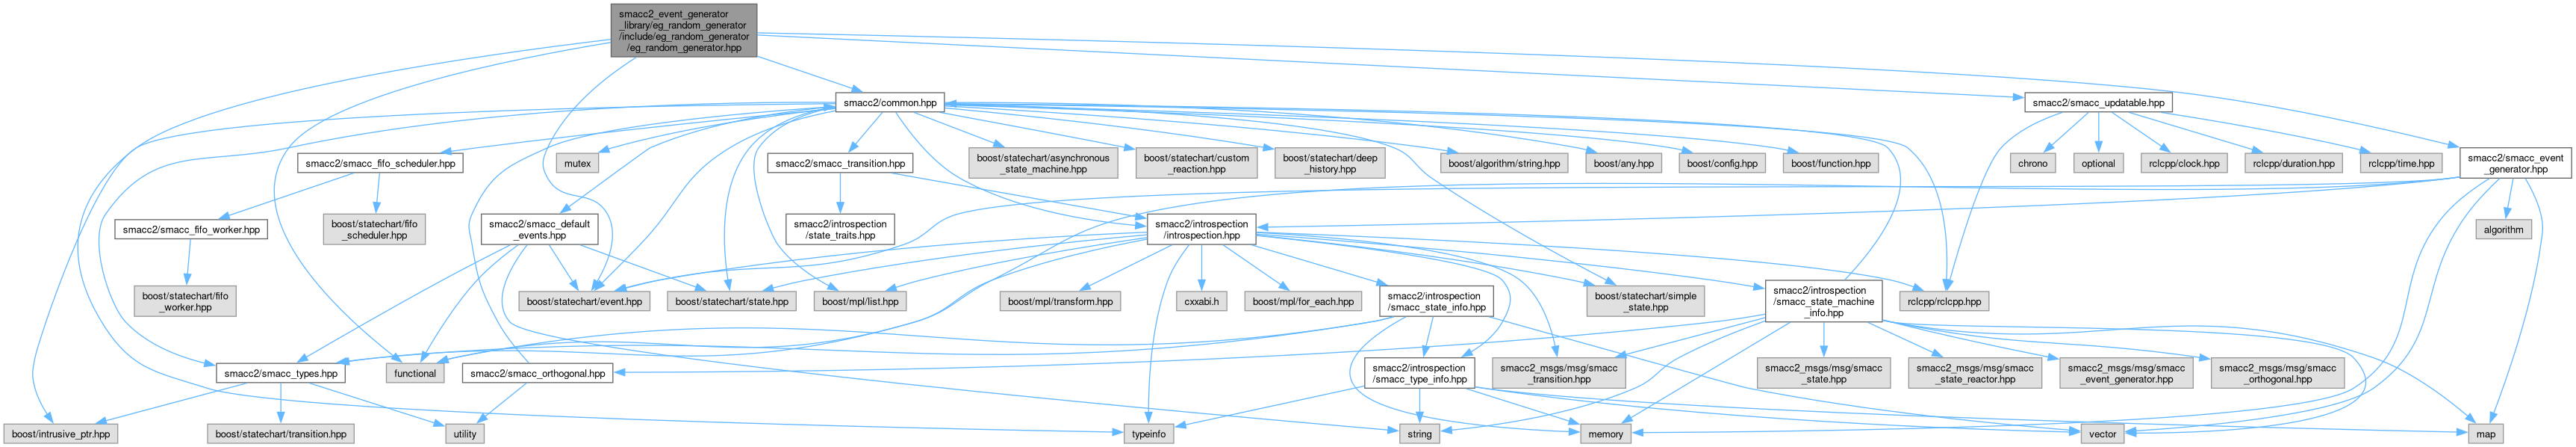 smacc2_event_generator
_library/eg_random_generator
/include/eg_random_generator
/eg_random_generator.hpp
smacc2/common.hpp
smacc2/smacc_updatable.hpp
smacc2/smacc_fifo_scheduler.hpp
mutex
smacc2/smacc_transition.hpp
boost/statechart/asynchronous
_state_machine.hpp
boost/statechart/custom
_reaction.hpp
boost/statechart/deep
_history.hpp
boost/algorithm/string.hpp
boost/any.hpp
boost/config.hpp
boost/function.hpp
chrono
optional
rclcpp/clock.hpp
rclcpp/duration.hpp
rclcpp/time.hpp
smacc2/smacc_event
_generator.hpp
smacc2/smacc_fifo_worker.hpp
boost/statechart/fifo
_scheduler.hpp
smacc2/smacc_default
_events.hpp
smacc2/introspection
/state_traits.hpp
smacc2/introspection
/introspection.hpp
algorithm
boost/statechart/fifo
_worker.hpp
boost/statechart/event.hpp
boost/statechart/state.hpp
boost/mpl/list.hpp
boost/mpl/transform.hpp
cxxabi.h
boost/mpl/for_each.hpp
smacc2/introspection
/smacc_state_info.hpp
boost/statechart/simple
_state.hpp
smacc2/introspection
/smacc_state_machine
_info.hpp
rclcpp/rclcpp.hpp
smacc2/smacc_types.hpp
functional
smacc2/smacc_orthogonal.hpp
smacc2/introspection
/smacc_type_info.hpp
smacc2_msgs/msg/smacc
_transition.hpp
smacc2_msgs/msg/smacc
_state.hpp
smacc2_msgs/msg/smacc
_state_reactor.hpp
smacc2_msgs/msg/smacc
_event_generator.hpp
smacc2_msgs/msg/smacc
_orthogonal.hpp
boost/intrusive_ptr.hpp
boost/statechart/transition.hpp
utility
typeinfo
string
memory
vector
map